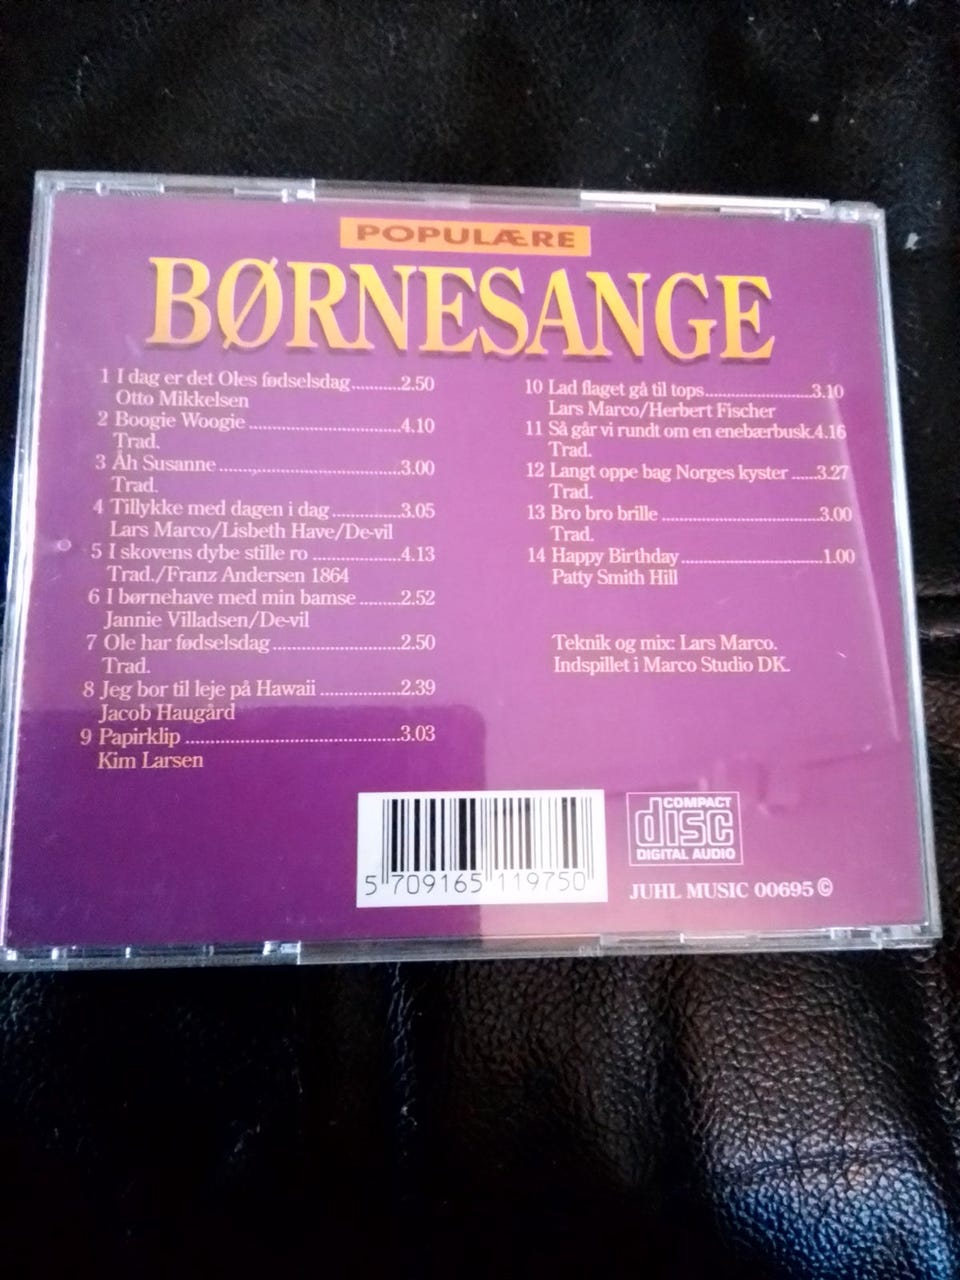 POPULÆRE
BØRNESANGE
1 I dag er det Oles fødselsdag..........2.50
Otto Mikkelsen
2 Boogie Woogie ..............................4.10
Trad.
3 Åh Susanne ....................................3.00
Trad.
4 Tillykke med dagen i dag ..............3.05
Lars Marco/Lisbeth Have/De-vil
5 I skovens dybe stille ro .................4.13
Trad./Franz Andersen 1864
6 I børnehave med min bamse .........2.52
Jannie Villadsen/De-vil
7 Ole har fødselsdag.........................2.50
Trad.
8 Jeg bor til leje på Hawaii ...............2.39
Jacob Haugård
9 Papirklip ........................................3.03
Kim Larsen
10 Lad flaget gå til tops.....................3.10
Lars Marco/Herbert Fischer
11 Så går vi rundt om en enebærbusk.4.16
Trad.
12 Langt oppe bag Norges kyster ......3.27
Trad.
13 Bro bro brille ................................3.00
Trad.
14 Happy Birthday............................1.00
Patty Smith Hill
Teknik og mix: Lars Marco.
Indspillet i Marco Studio DK.
5 709165 119750
COMPACT
disc
DIGITAL AUDIO
JUHL MUSIC 00695 ©